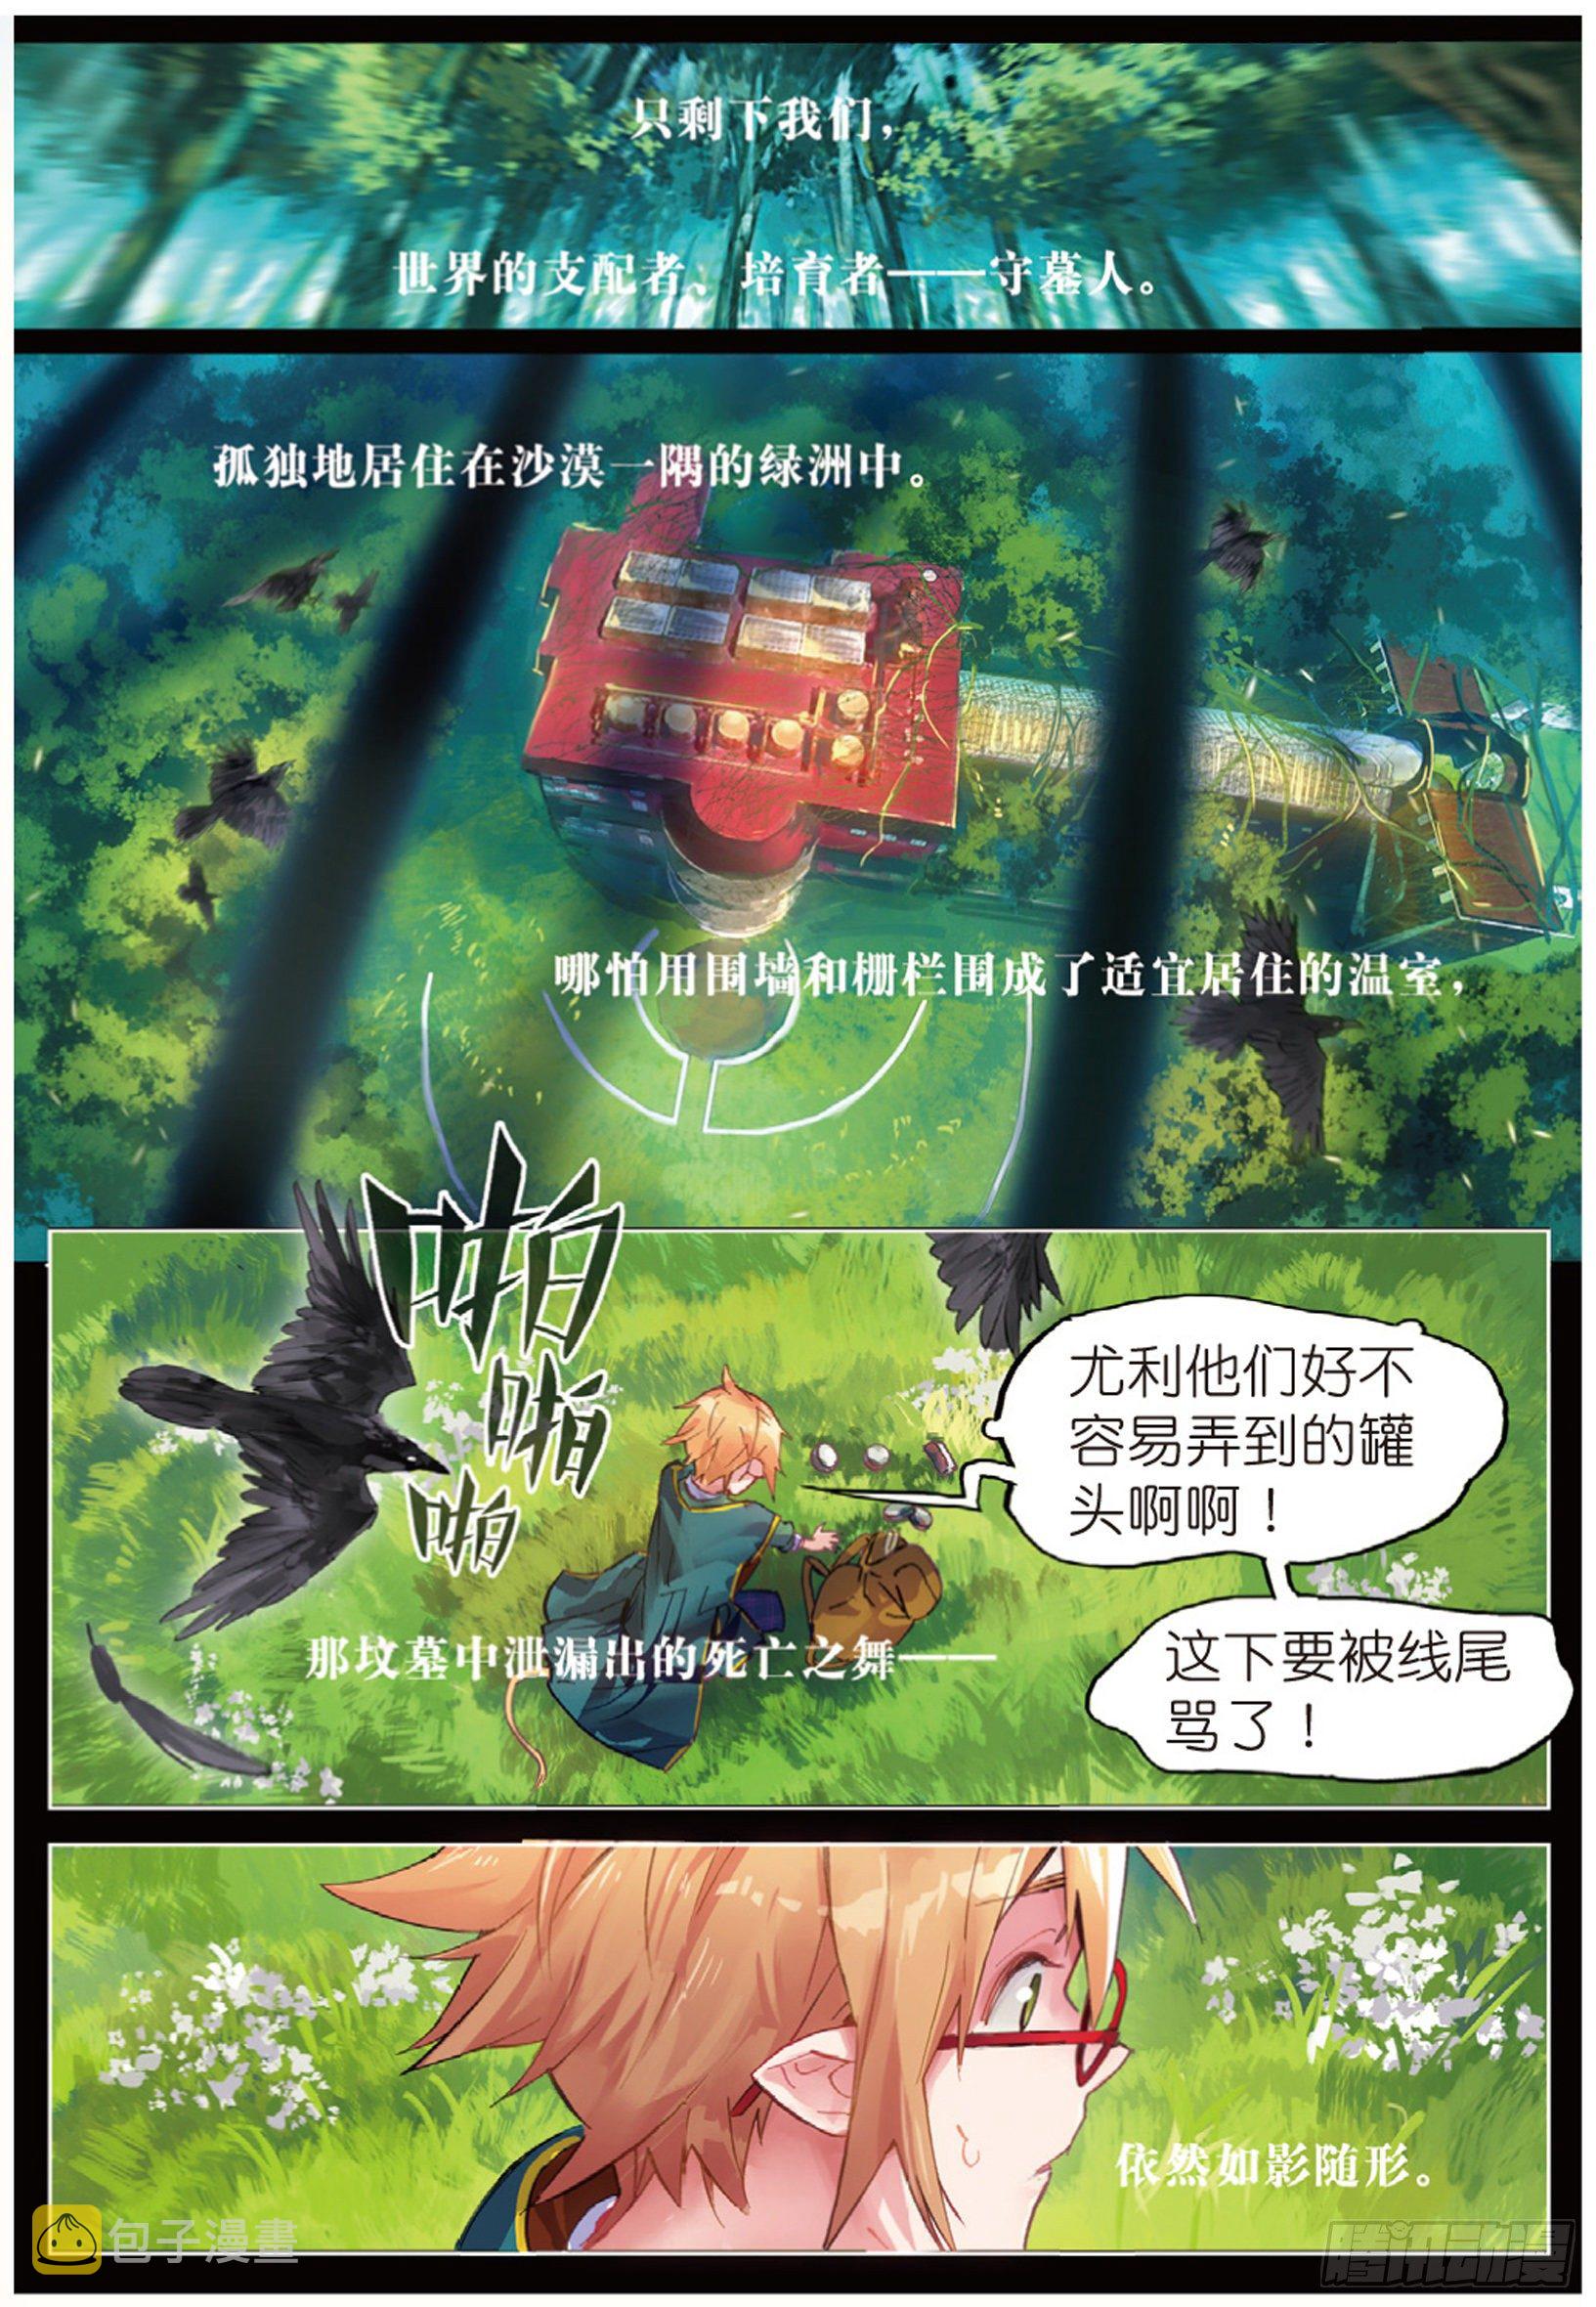 只剩下我们，
世界的支配者、培育者——守墓人。
孤独地居住在沙漠一隅的绿洲中。
哪怕用围墙和栅栏围成了适宜居住的温室，
啪
啪
啪
尤利他们好不
容易弄到的罐
头啊啊！
这下要被线尾
骂了！
那坟墓中泄漏出的死亡之舞——
依然如影随形。
包子漫畫
腾讯动漫